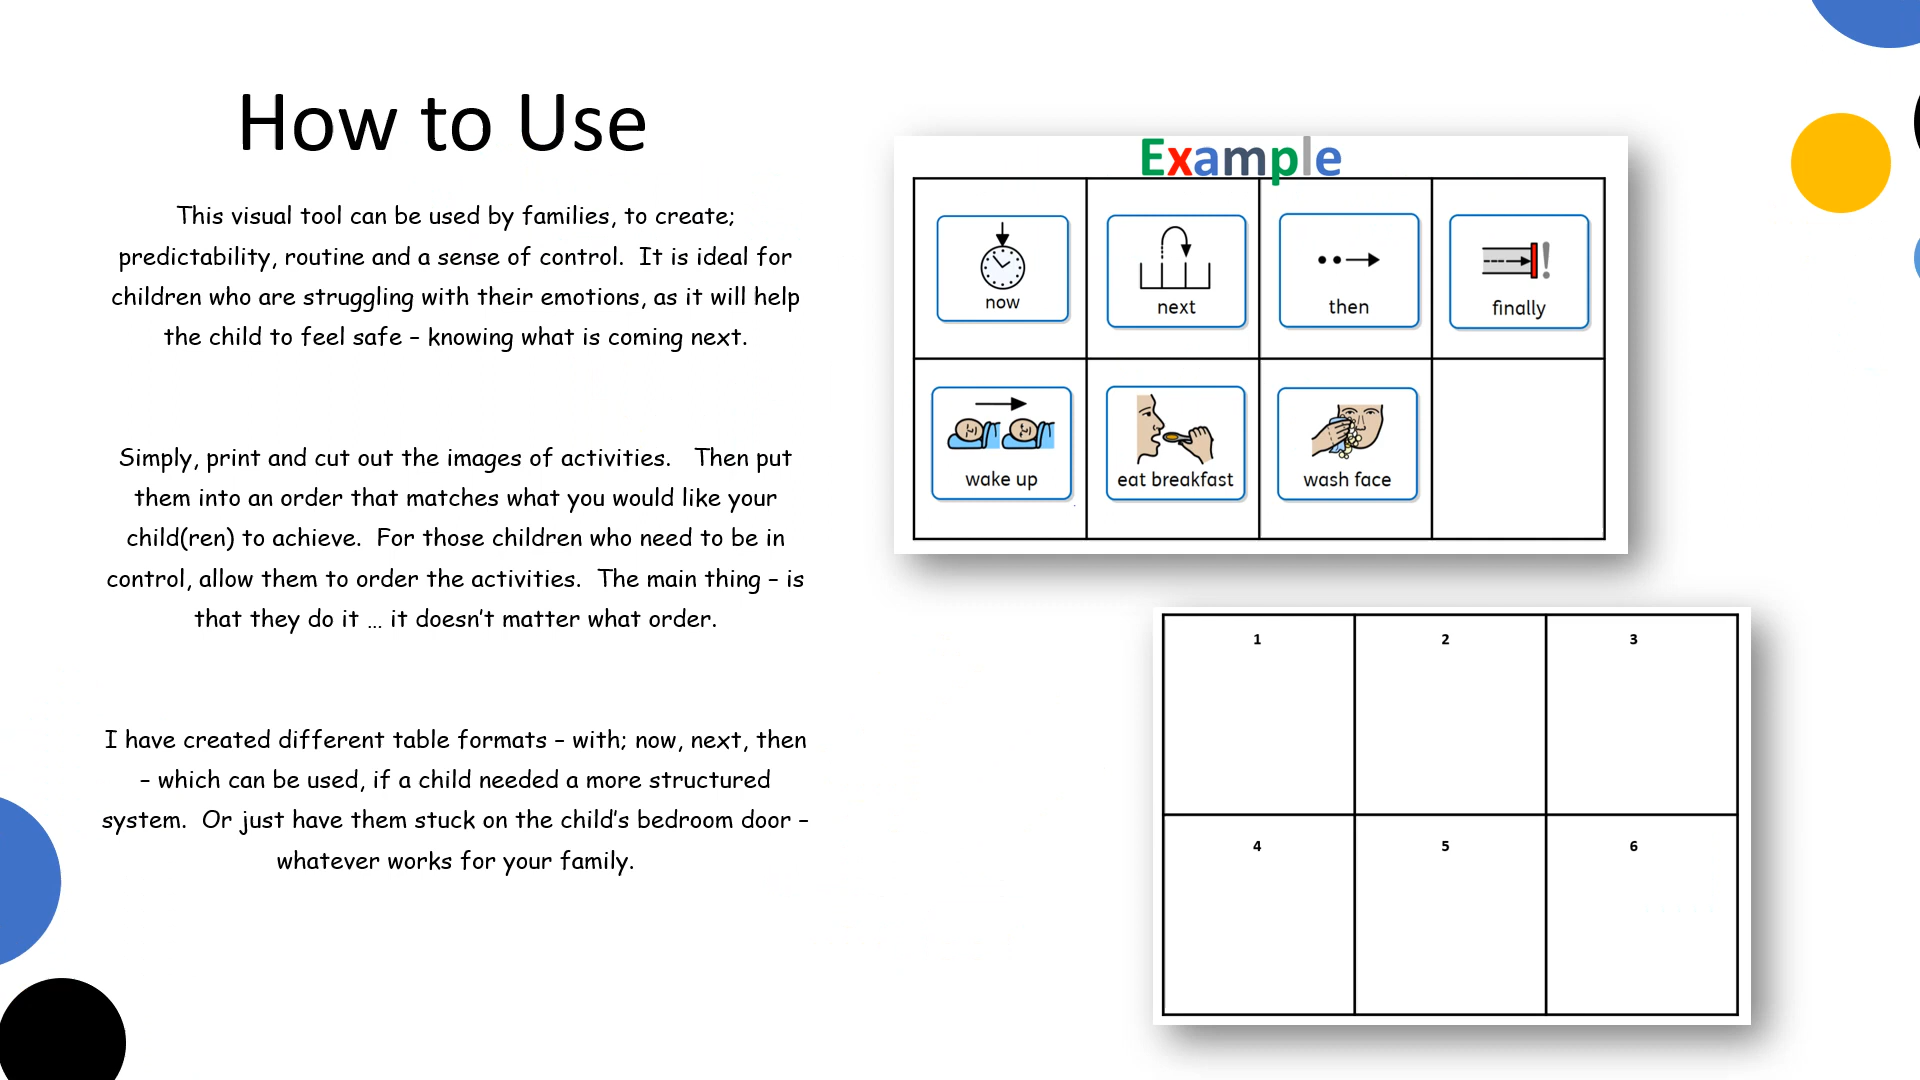 How to Use
This visual tool can be used by families, to create;
predictability, routine and a sense of control.  It is ideal for
children who are struggling with their emotions, as it will help
the child to feel safe – knowing what is coming next.
Simply, print and cut out the images of activities.   Then put
them into an order that matches what you would like your
child(ren) to achieve.  For those children who need to be in
control, allow them to order the activities.  The main thing – is
that they do it … it doesn’t matter what order.
I have created different table formats – with; now, next, then
– which can be used, if a child needed a more structured
system.  Or just have them stuck on the child’s bedroom door –
whatever works for your family.
Example
now next then finally
wake up eat breakfast wash face
1 2 3
4 5 6